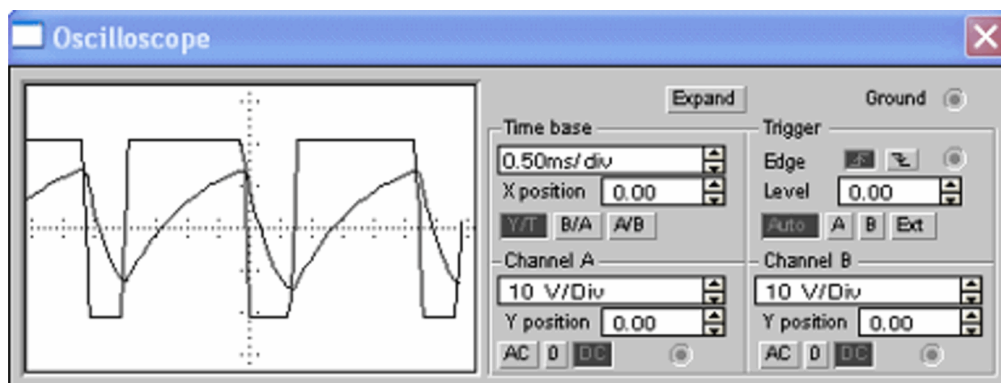 Oscilloscope
Expand
Ground
Time base
0.50ms/div
X position 0.00
Y/T B/A A/B
Trigger
Edge
Level 0.00
Auto A B Ext
Channel A
10 V/Div
Y position 0.00
AC 0 DC
Channel B
10 V/Div
Y position 0.00
AC 0 DC